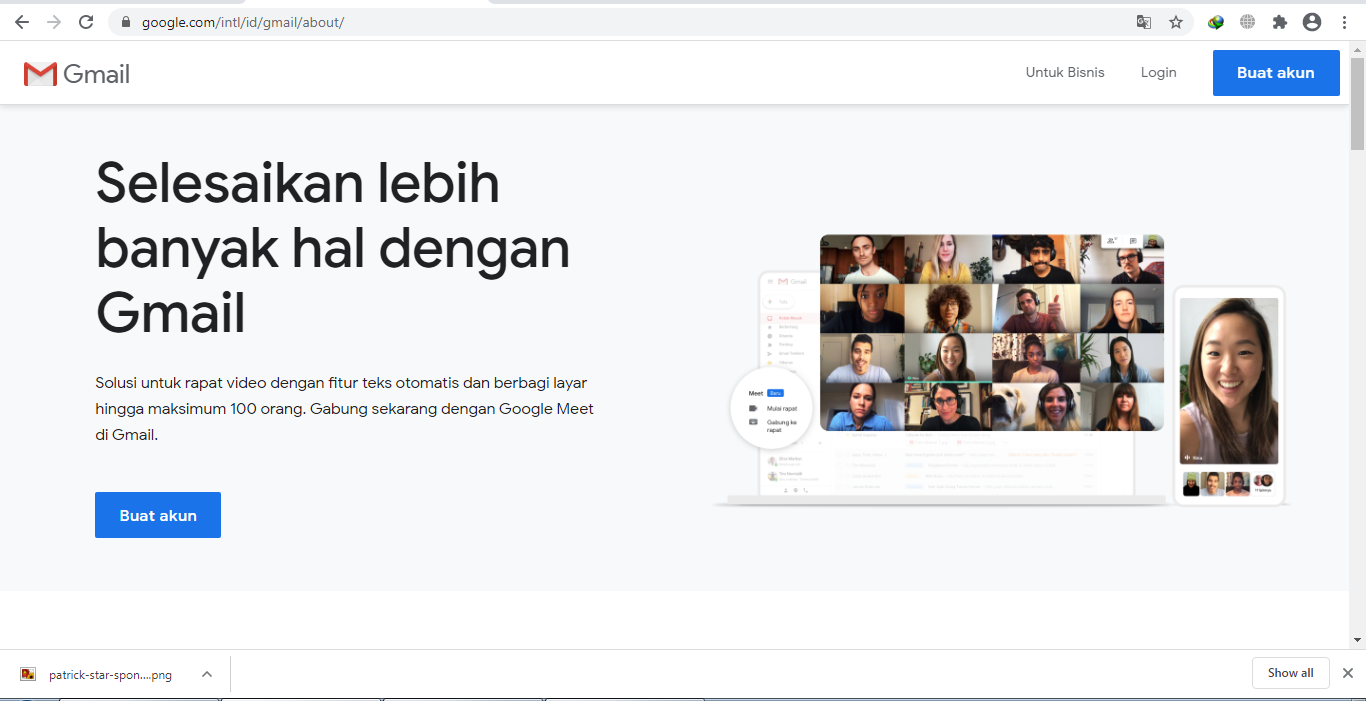 google.com/intl/id/gmail/about/
Gmail
Untuk Bisnis
Login
Buat akun
Selesaikan lebih
banyak hal dengan
Gmail
Solusi untuk rapat video dengan fitur teks otomatis dan berbagi layar
hingga maksimum 100 orang. Gabung sekarang dengan Google Meet
di Gmail.
Buat akun
Gmail
Meet Baru
Mulai rapat
Gabung ke
rapat
patrick-star-spon....png
Show all